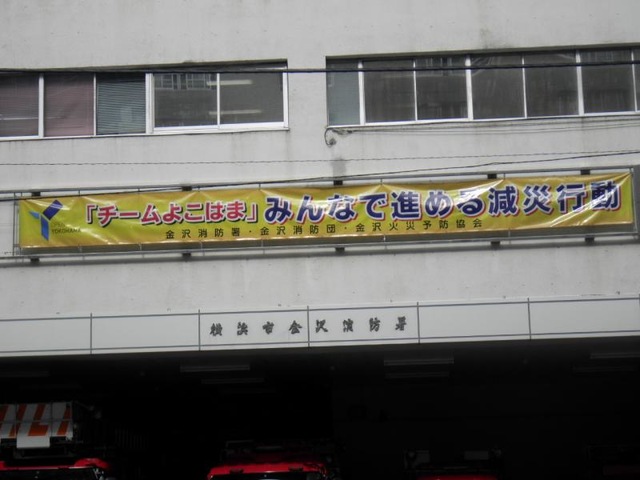 「チームよこはま」みんなで進める減災行動
YOKOHAMA
金沢消防署・金沢消防団・金沢火災予防協会
横浜市金沢消防署